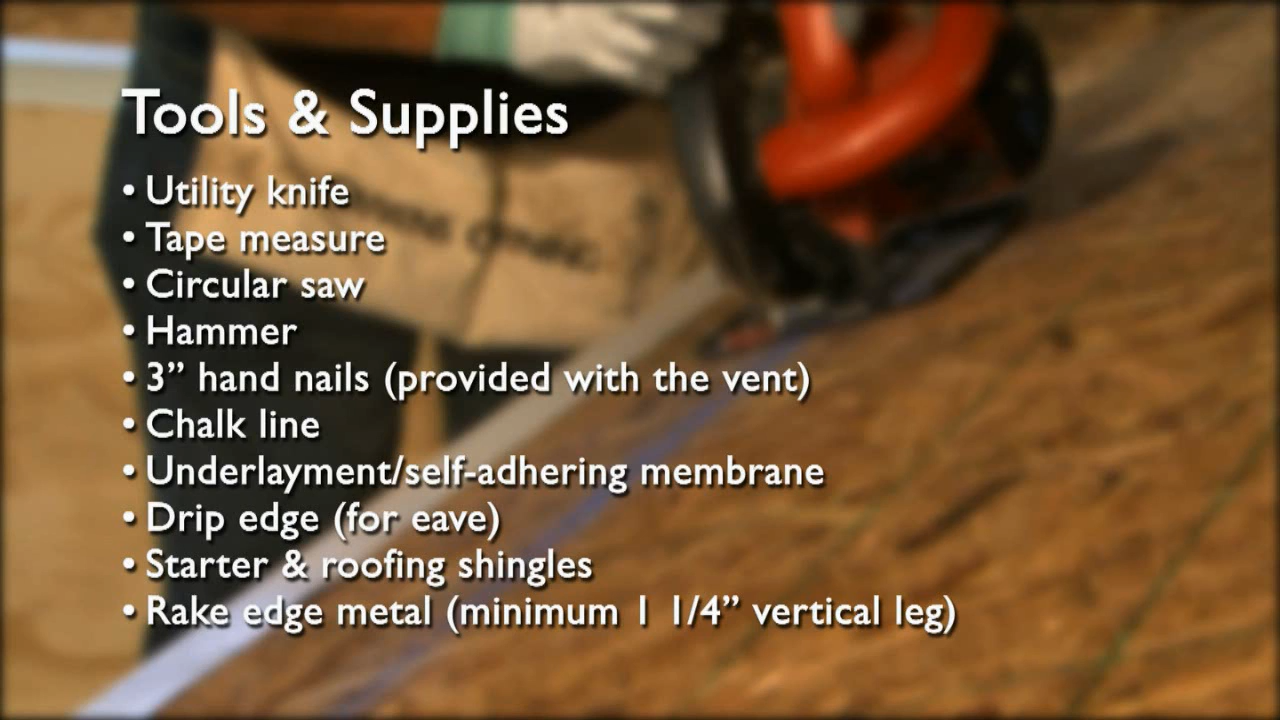 Tools & Supplies
• Utility knife
• Tape measure
• Circular saw
• Hammer
• 3” hand nails (provided with the vent)
• Chalk line
• Underlayment/self-adhering membrane
• Drip edge (for eave)
• Starter & roofing shingles
• Rake edge metal (minimum 1 1/4” vertical leg)